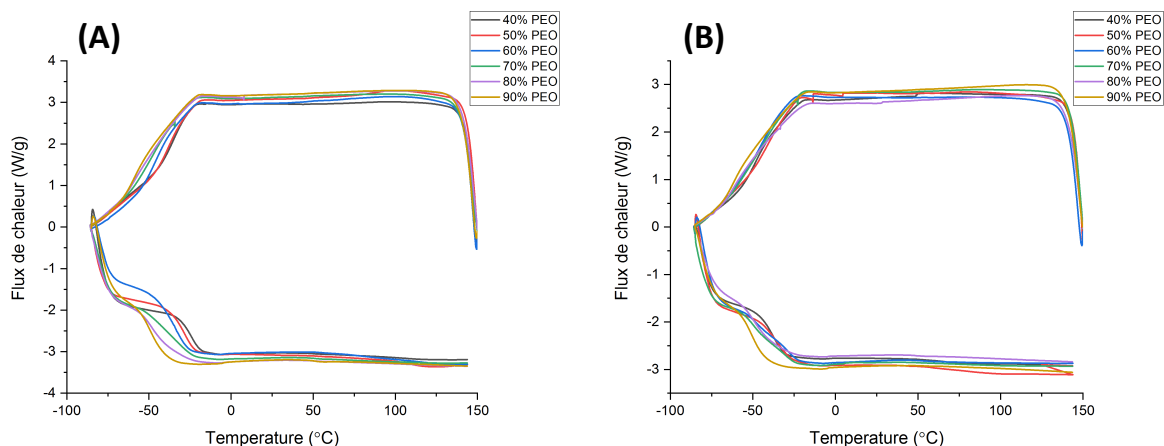 (A)
40% PEO
50% PEO
60% PEO
70% PEO
80% PEO
90% PEO
Flux de chaleur (W/g)
5
4
3
2
1
0
-1
-2
-3
-4
-100
-50
0
50
100
150
Temperature (°C)
(B)
40% PEO
50% PEO
60% PEO
70% PEO
80% PEO
90% PEO
Flux de chaleur (W/g)
3
2
1
0
-1
-2
-3
-100
-50
0
50
100
150
Temperature (°C)